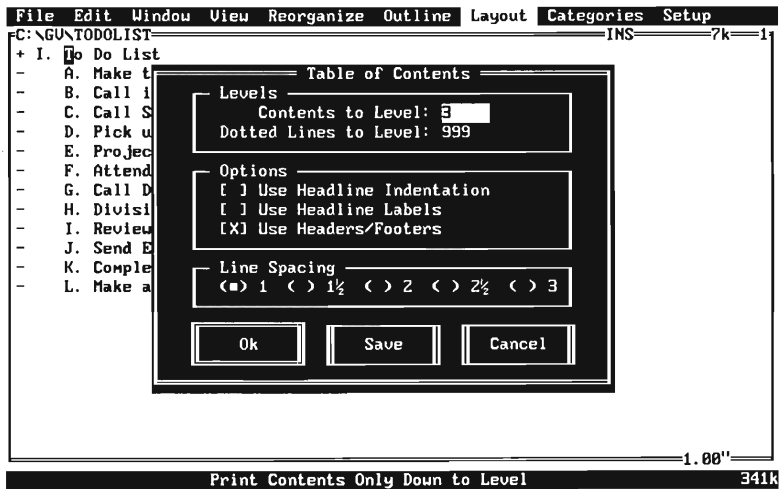 File Edit Window View Reorganize Outline Layout Categories Setup
C:\GV\TODOLIST INS 7k 1
+ I. To Do List
- A. Make t
- B. Call i
- C. Call S
- D. Pick u
- E. Projec
- F. Attend
- G. Call D
- H. Divisi
- I. Review
- J. Send E
- K. Comple
- L. Make a
Table of Contents
Levels
Contents to Level: 3
Dotted Lines to Level: 999
Options
[ ] Use Headline Indentation
[ ] Use Headline Labels
[X] Use Headers/Footers
Line Spacing
(■) 1 ( ) 1½ ( ) 2 ( ) 2½ ( ) 3
Ok Save Cancel
1.00"
Print Contents Only Down to Level 341k